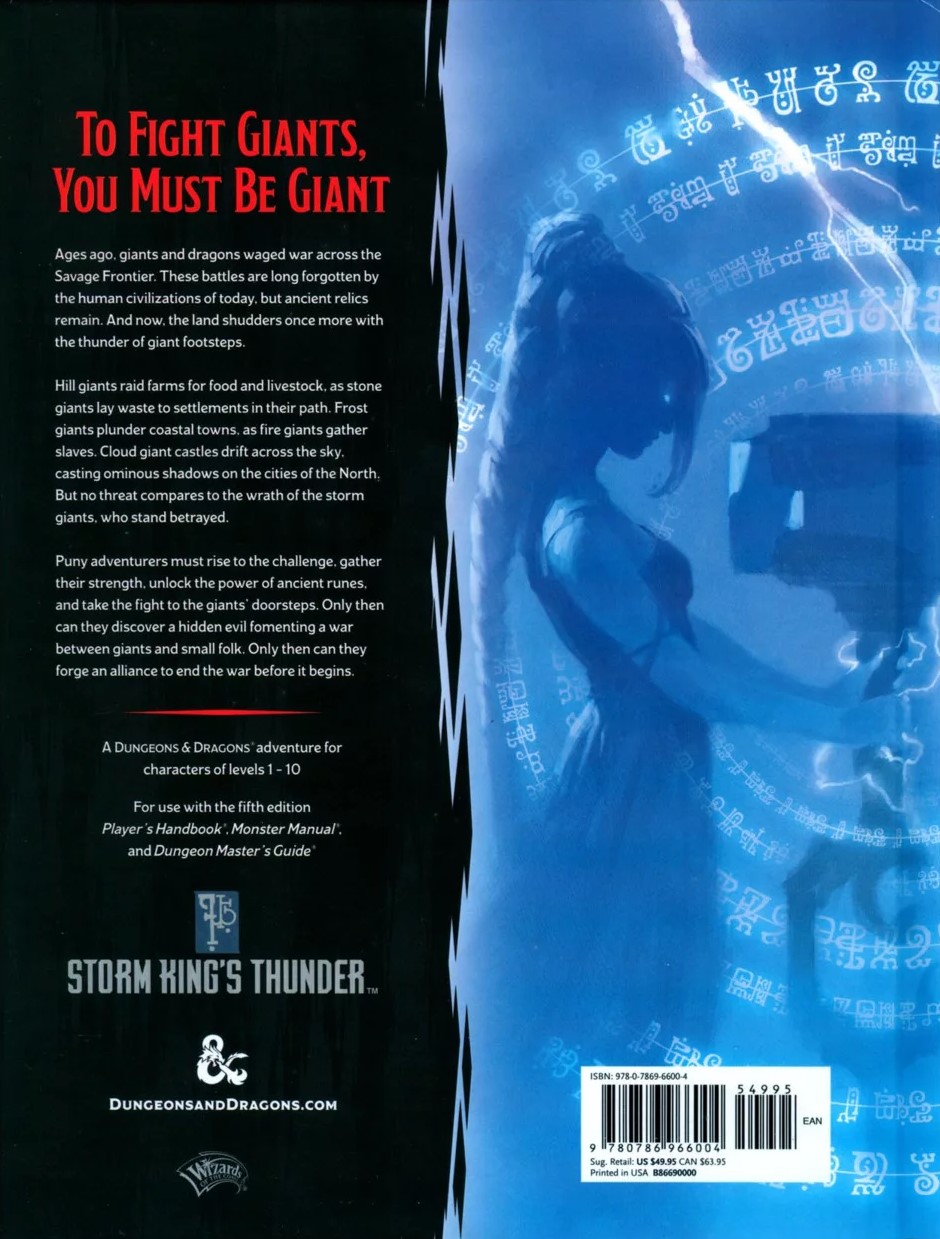 TO FIGHT GIANTS,
YOU MUST BE GIANT
Ages ago, giants and dragons waged war across the
Savage Frontier. These battles are long forgotten by
the human civilizations of today, but ancient relics
remain. And now, the land shudders once more with
the thunder of giant footsteps.
Hill giants raid farms for food and livestock, as stone
giants lay waste to settlements in their path. Frost
giants plunder coastal towns, as fire giants gather
slaves. Cloud giant castles drift across the sky,
casting ominous shadows on the cities of the North.
But no threat compares to the wrath of the storm
giants, who stand betrayed.
Puny adventurers must rise to the challenge, gather
their strength, unlock the power of ancient runes,
and take the fight to the giants' doorsteps. Only then
can they discover a hidden evil fomenting a war
between giants and small folk. Only then can they
forge an alliance to end the war before it begins.
A DUNGEONS & DRAGONS® adventure for
characters of levels 1 - 10
For use with the fifth edition
Player's Handbook®, Monster Manual®,
and Dungeon Master's Guide®
STORM KING'S THUNDER™
DUNGEONSANDDRAGONS.COM
Wizards
OF THE COAST®
ISBN: 978-0-7869-6600-4
54995
EAN
9 780786 966004
Sug. Retail: US $49.95 CAN $63.95
Printed in USA B86690000